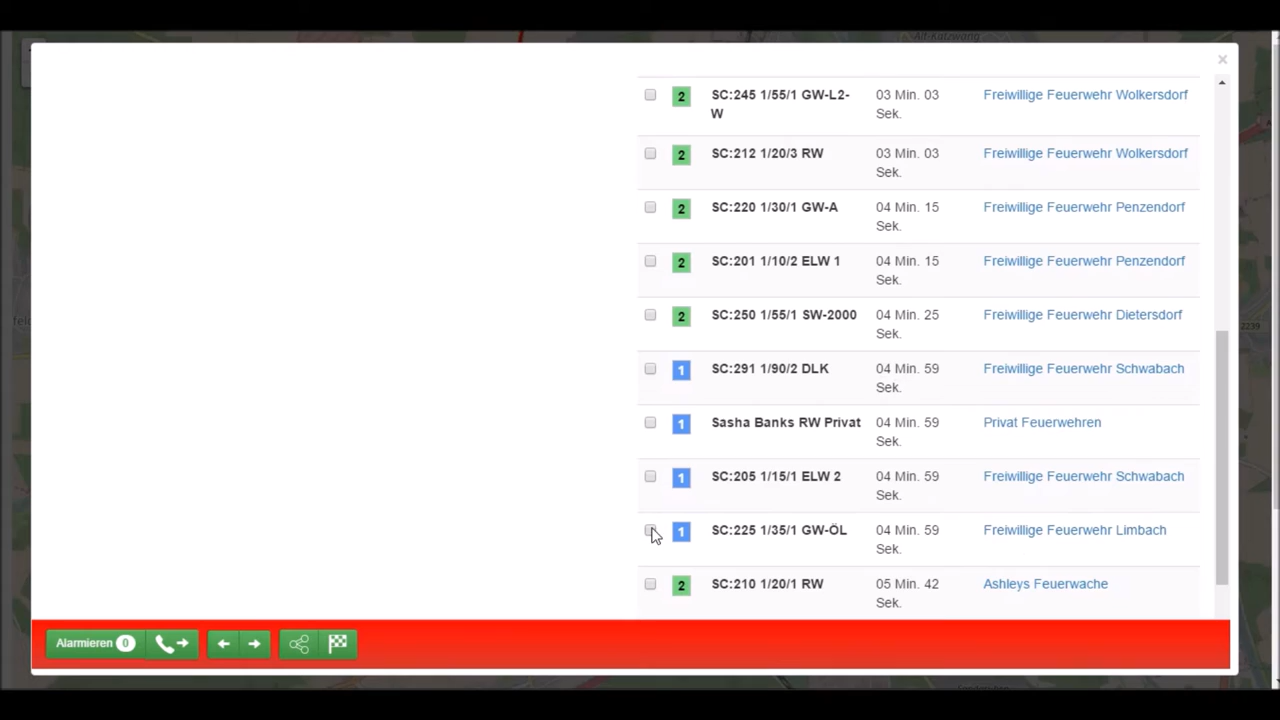 Alt-Katzwang
×
2 SC:245 1/55/1 GW-L2- 03 Min. 03 Freiwillige Feuerwehr Wolkersdorf
W Sek.
2 SC:212 1/20/3 RW 03 Min. 03 Freiwillige Feuerwehr Wolkersdorf
Sek.
2 SC:220 1/30/1 GW-A 04 Min. 15 Freiwillige Feuerwehr Penzendorf
Sek.
2 SC:201 1/10/2 ELW 1 04 Min. 15 Freiwillige Feuerwehr Penzendorf
Sek.
2 SC:250 1/55/1 SW-2000 04 Min. 25 Freiwillige Feuerwehr Dietersdorf
Sek.
2239
1 SC:291 1/90/2 DLK 04 Min. 59 Freiwillige Feuerwehr Schwabach
Sek.
1 Sasha Banks RW Privat 04 Min. 59 Privat Feuerwehren
Sek.
1 SC:205 1/15/1 ELW 2 04 Min. 59 Freiwillige Feuerwehr Schwabach
Sek.
1 SC:225 1/35/1 GW-ÖL 04 Min. 59 Freiwillige Feuerwehr Limbach
Sek.
2 SC:210 1/20/1 RW 05 Min. 42 Ashleys Feuerwache
Sek.
Alarmieren 0